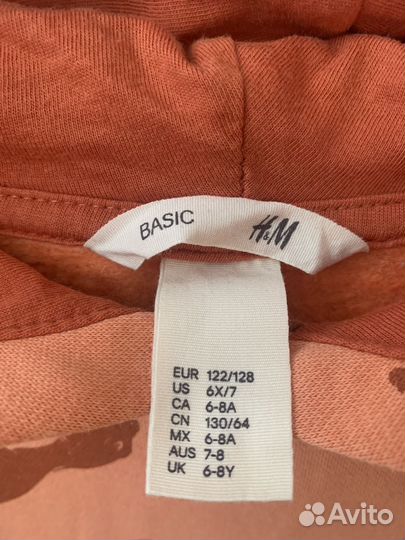 BASIC H&M
EUR 122/128
US 6X/7
CA 6-8A
CN 130/64
MX 6-8A
AUS 7-8
UK 6-8Y
Avito